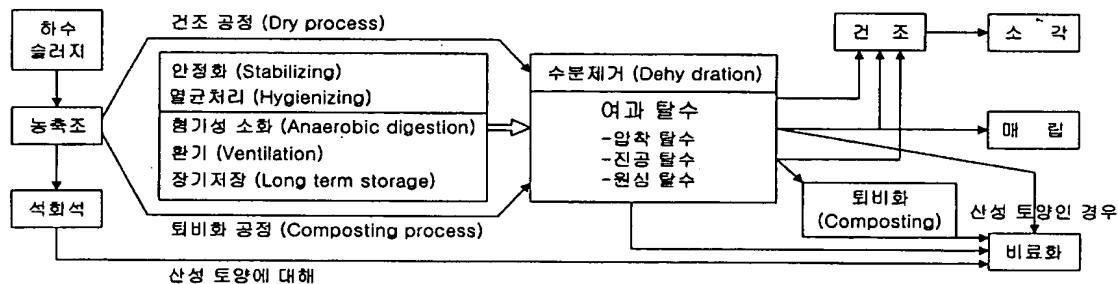 하수
슬러지
농축조
석회석
건조 공정 (Dry process)
안정화 (Stabilizing)
열균처리 (Hygienizing)
혐기성 소화 (Anaerobic digestion)
환기 (Ventilation)
장기저장 (Long term storage)
퇴비화 공정 (Composting process)
산성 토양에 대해
수분제거 (Dehy dration)
여과 탈수
-압착 탈수
-진공 탈수
-원심 탈수
건 조
소 각
매 립
퇴비화
(Composting)
산성 토양인 경우
비료화